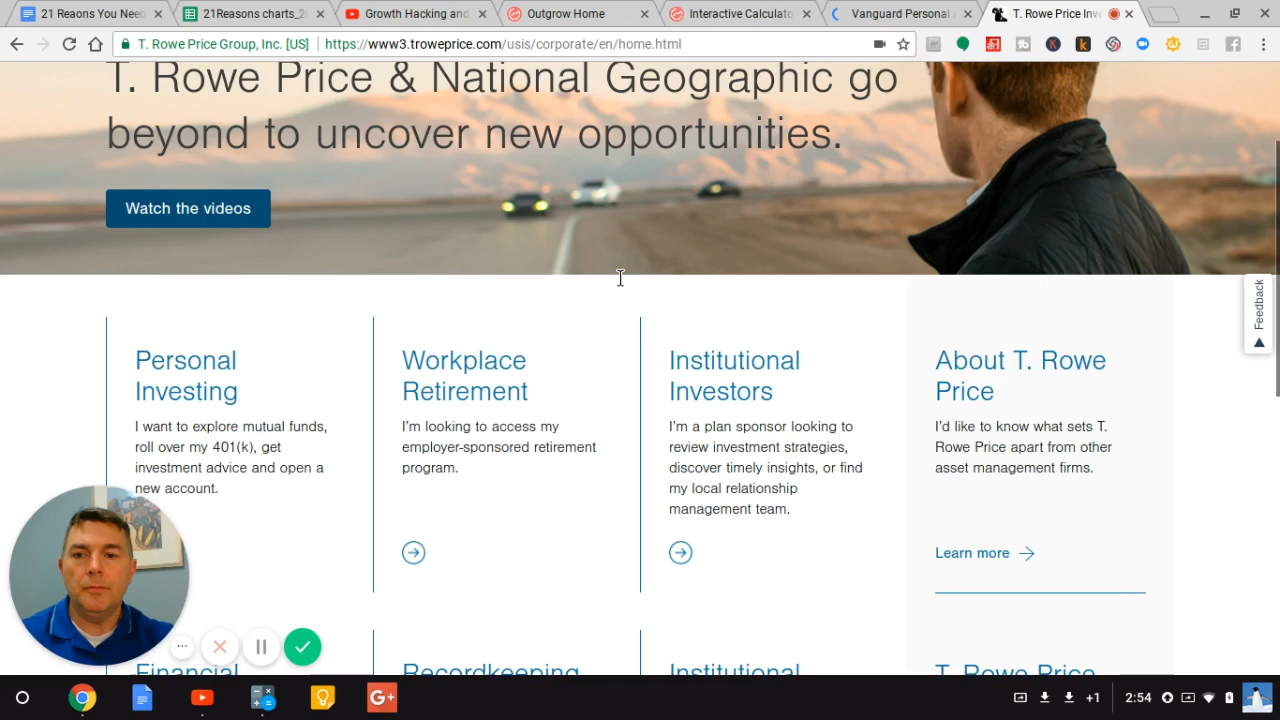 21 Reaons You Need
21Reasons charts_2
Growth Hacking and
Outgrow Home
Interactive Calculato
Vanguard Personal
T. Rowe Price Inve
T. Rowe Price Group, Inc. [US]
https://www3.troweprice.com/usis/corporate/en/home.html
T. Rowe Price & National Geographic go
beyond to uncover new opportunities.
Watch the videos
Feedback
Personal
Investing
I want to explore mutual funds,
roll over my 401(k), get
investment advice and open a
new account.
Workplace
Retirement
I'm looking to access my
employer-sponsored retirement
program.
Institutional
Investors
I'm a plan sponsor looking to
review investment strategies,
discover timely insights, or find
my local relationship
management team.
About T. Rowe
Price
I'd like to know what sets T.
Rowe Price apart from other
asset management firms.
Learn more
Financial
Recordkeeping
Institutional
T. Rowe Price
G+
+1
2:54